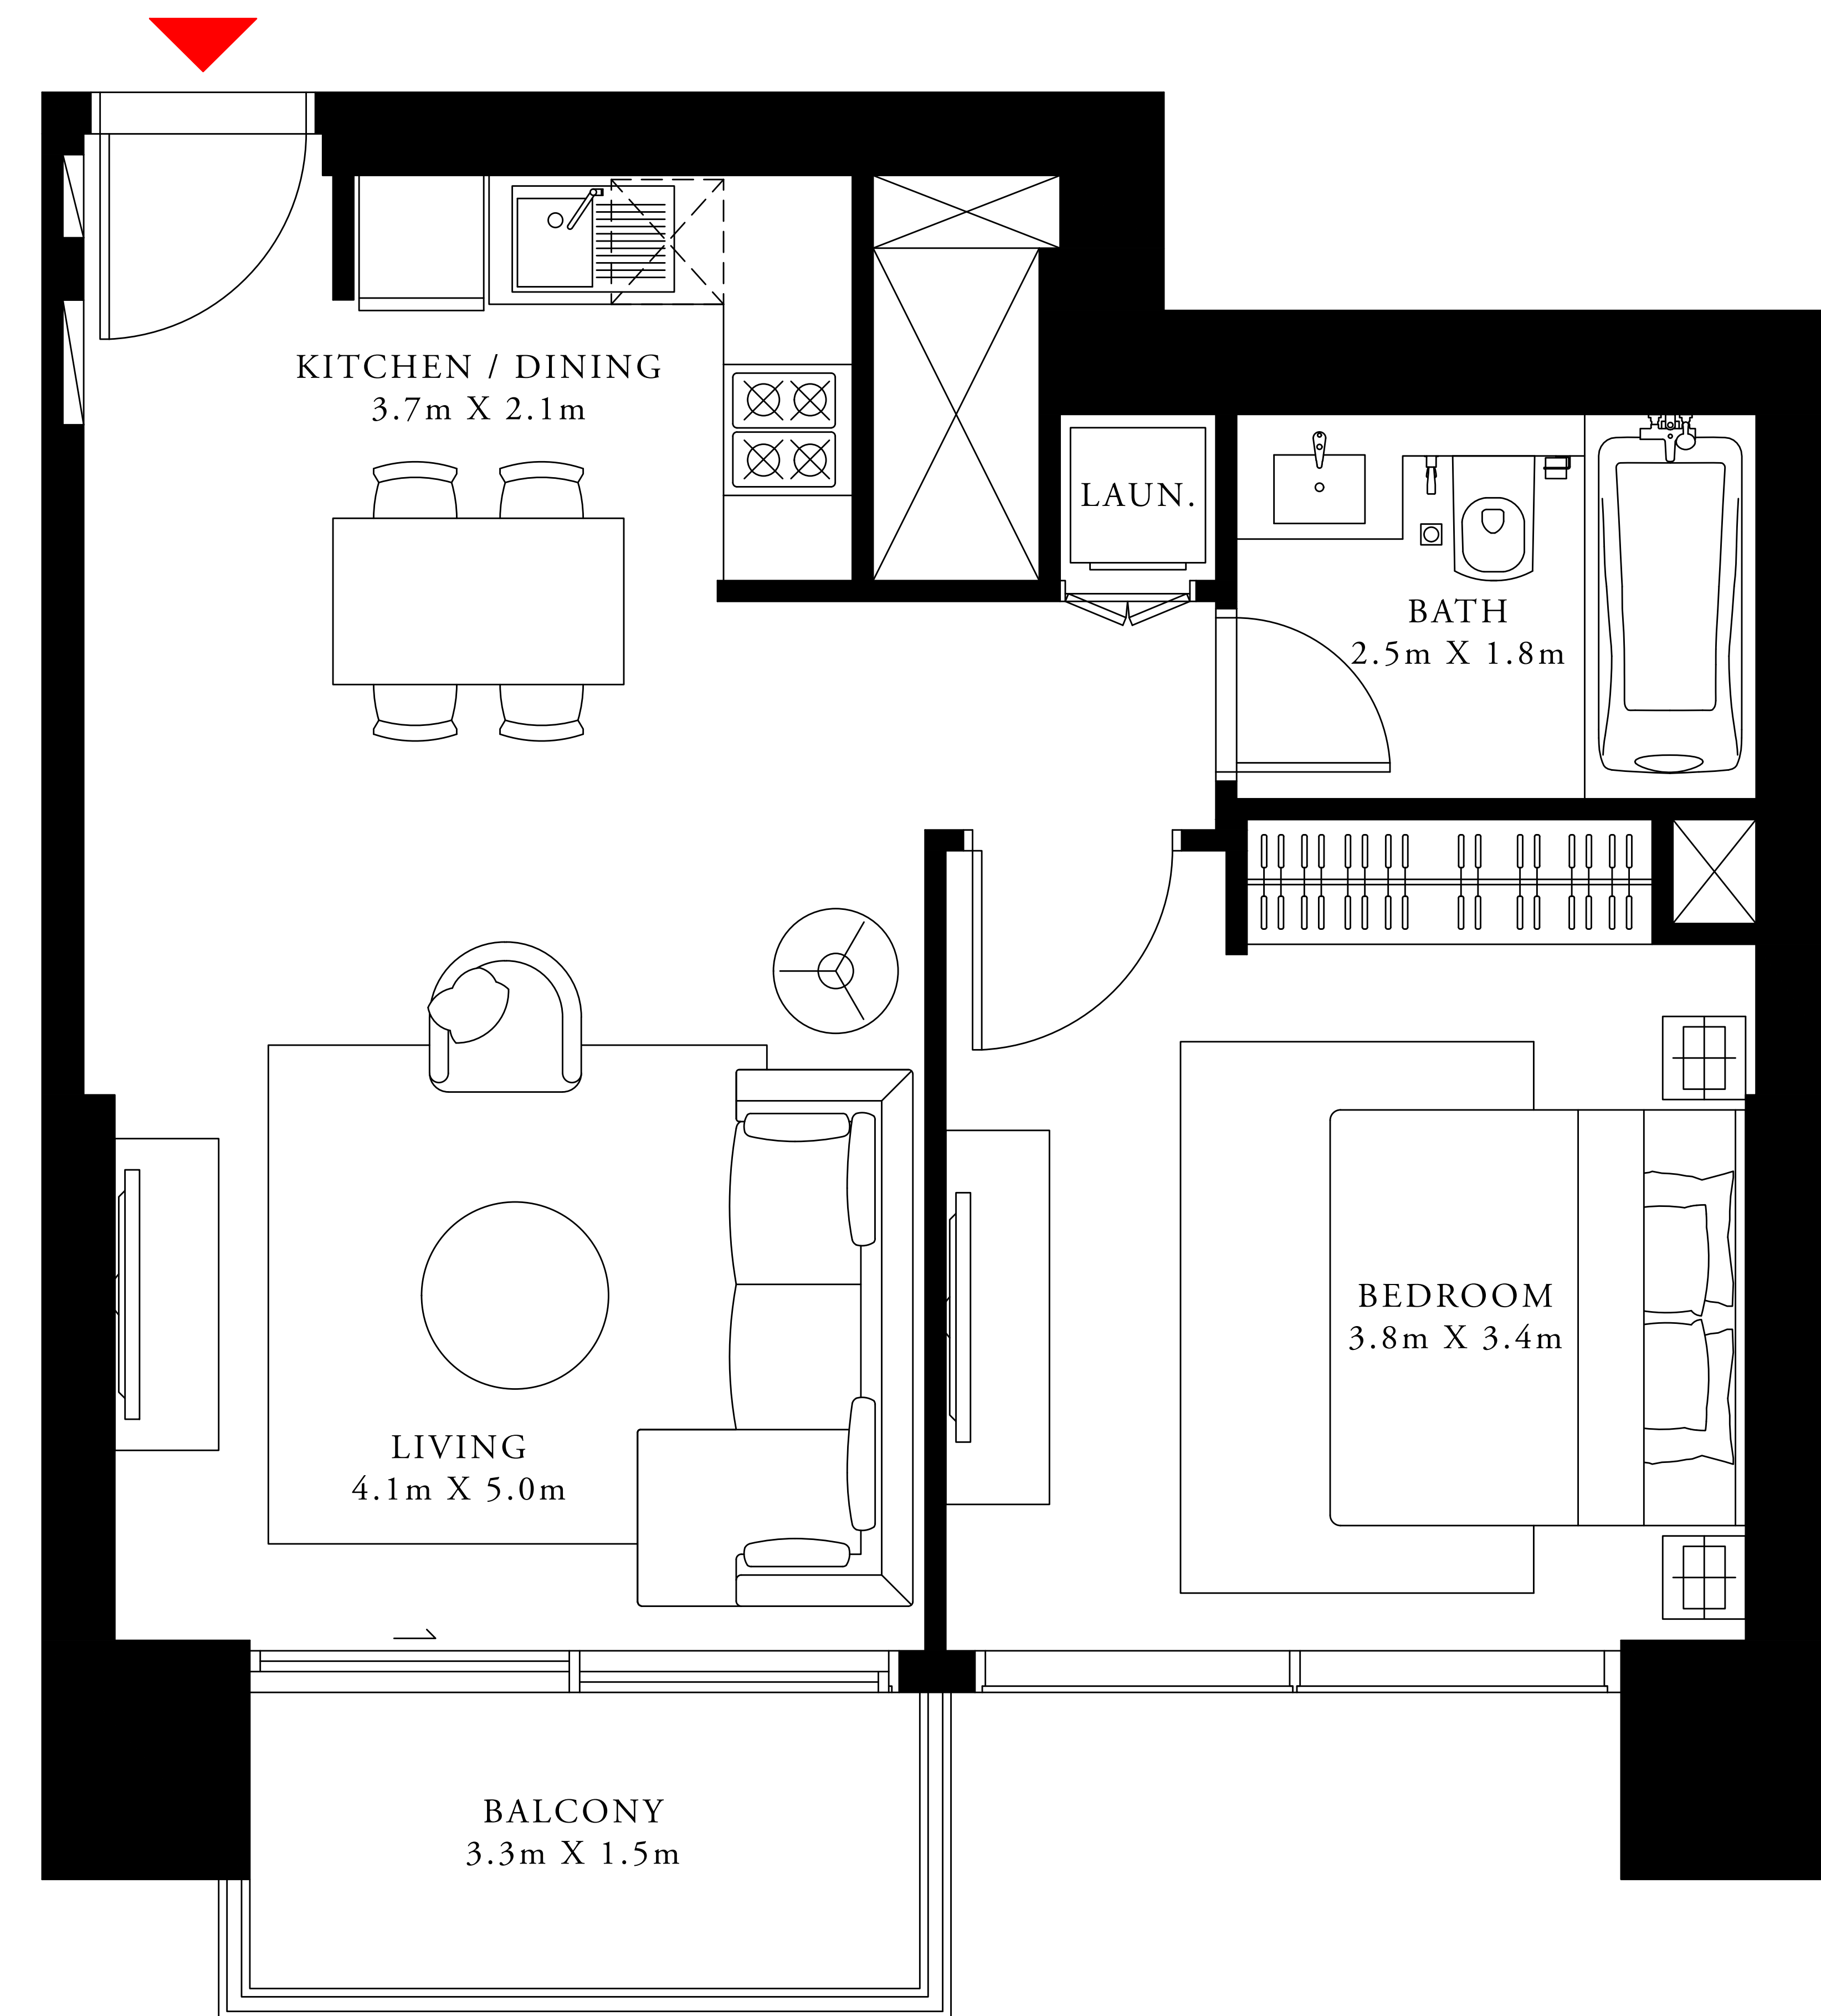 KITCHEN / DINING
3.7m X 2.1m
LAUN.
BATH
2.5m X 1.8m
BEDROOM
3.8m X 3.4m
LIVING
4.1m X 5.0m
BALCONY
3.3m X 1.5m